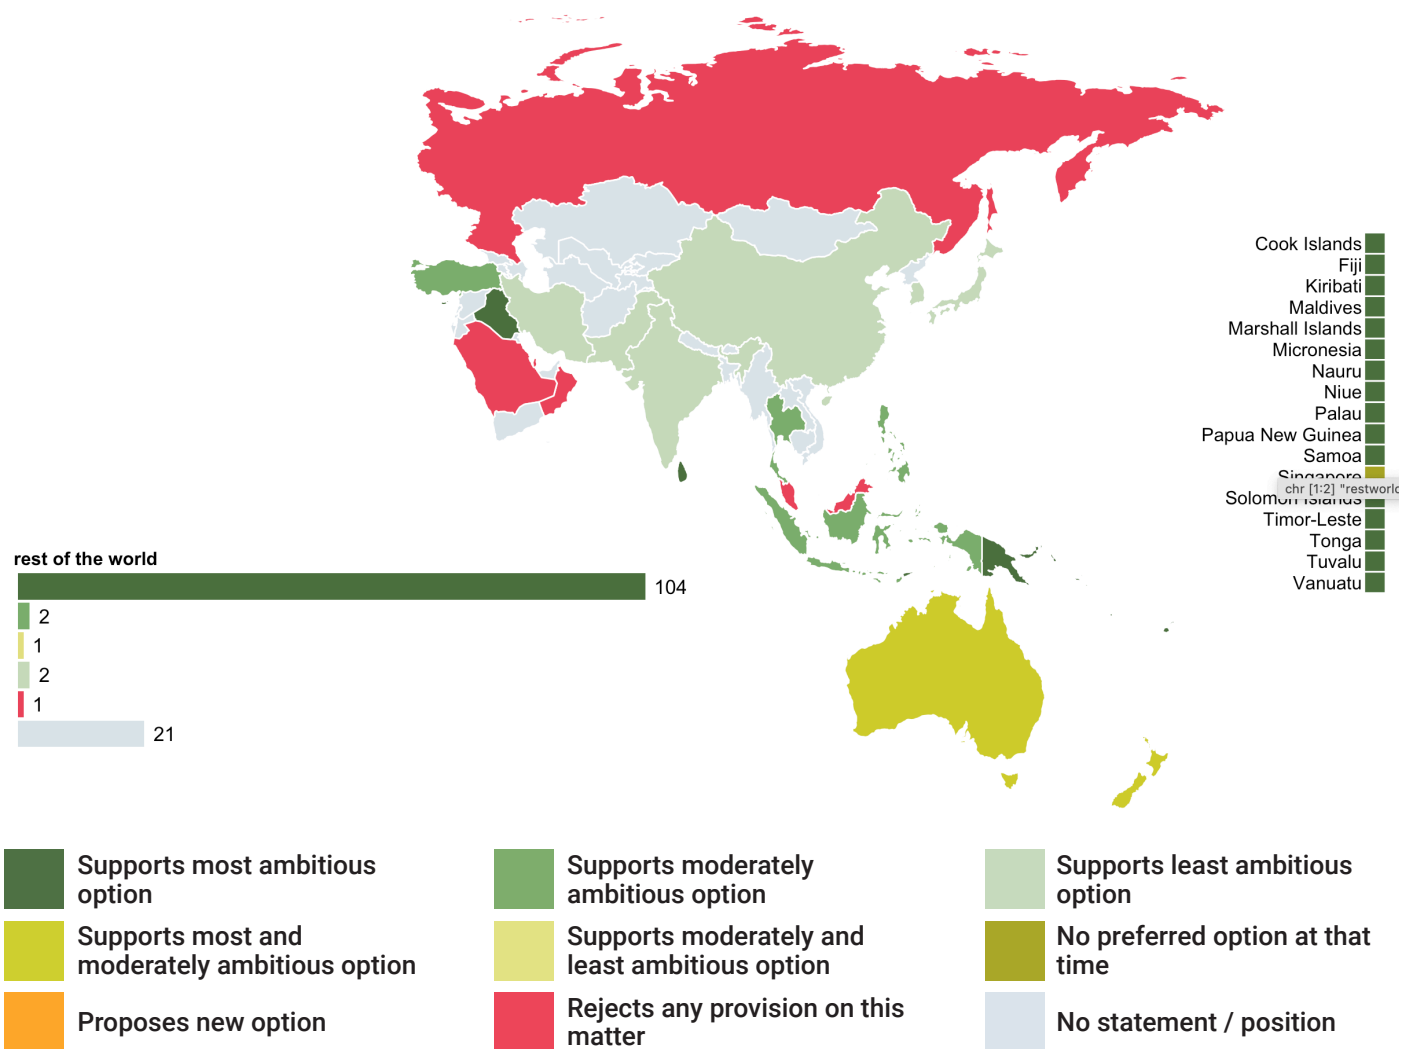 Cook Islands
Fiji
Kiribati
Maldives
Marshall Islands
Micronesia
Nauru
Niue
Palau
Papua New Guinea
Samoa
Singapore
chr [1:2] "restworld
Solomon Islands
Timor-Leste
Tonga
Tuvalu
Vanuatu
rest of the world
104
2
1
2
1
21
Supports most ambitious
option
Supports moderately
ambitious option
Supports least ambitious
option
Supports most and
moderately ambitious option
Supports moderately and
least ambitious option
No preferred option at that
time
Proposes new option
Rejects any provision on this
matter
No statement / position